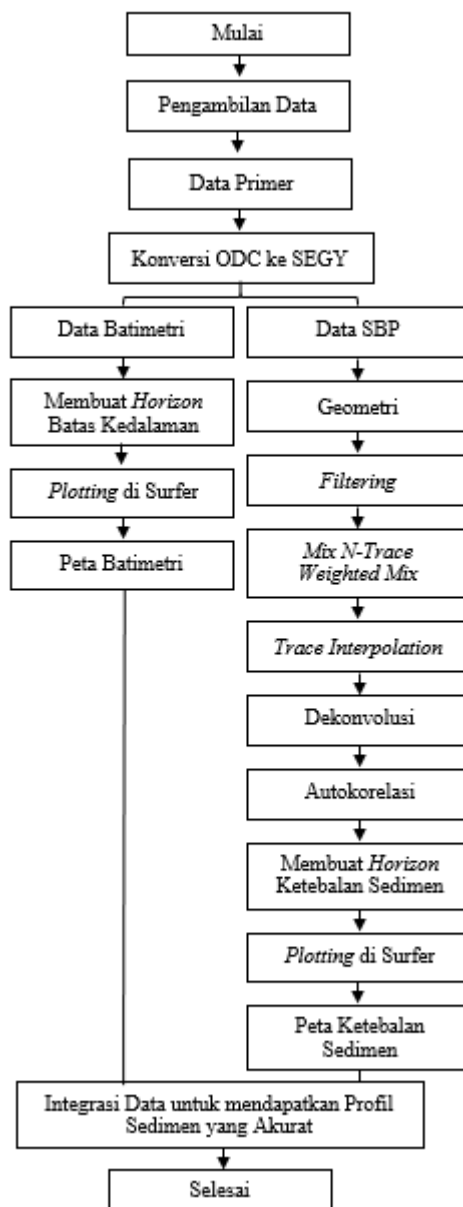 Mulai
Pengambilan Data
Data Primer
Konversi ODC ke SEGY
Data Batimetri
Membuat Horizon
Batas Kedalaman
Plotting di Surfer
Peta Batimetri
Data SBP
Geometri
Filtering
Mix N-Trace
Weighted Mix
Trace Interpolation
Dekonvolusi
Autokorelasi
Membuat Horizon
Ketebalan Sedimen
Plotting di Surfer
Peta Ketebalan
Sedimen
Integrasi Data untuk mendapatkan Profil
Sedimen yang Akurat
Selesai